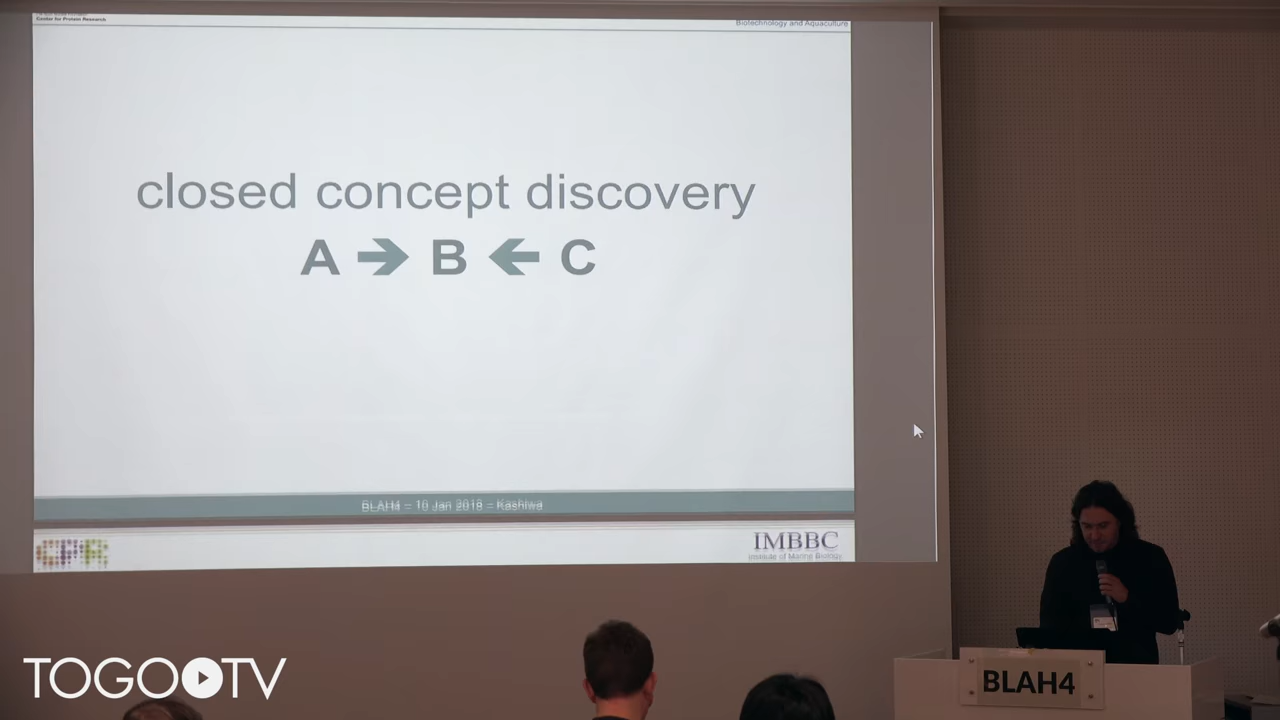 Center for Protein Research
Biotechnology and Aquaculture
closed concept discovery
A → B ← C
BLAH4 – 10 Jan 2018 – Kashiwa
CPR
IMBBC
Institute of Marine Biology
BLAH4
TOGOTV